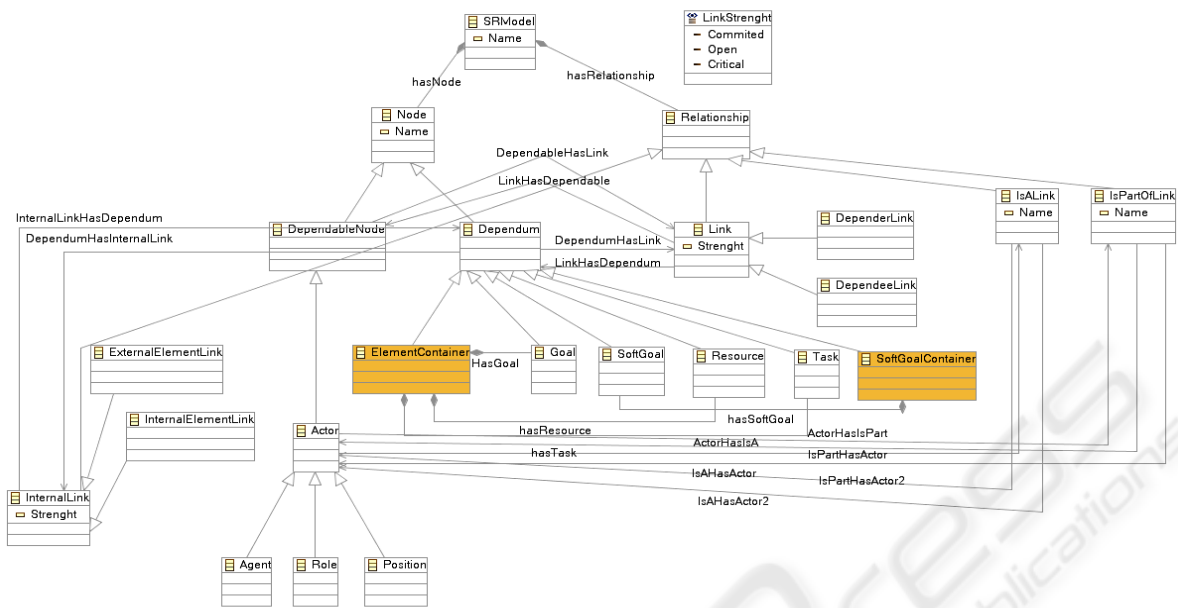 SRModel
Name
LinkStrenght
Commited
Open
Critical
hasNode
hasRelationship
Node
Name
Relationship
DependableHasLink
LinkHasDependable
IsALink
Name
IsPartOfLink
Name
InternalLinkHasDependum
DependumHasInternalLink
DependableNode
Dependum
DependumHasLink
LinkHasDependum
Link
Strenght
DependerLink
DependeeLink
ExternalElementLink
ElementContainer
HasGoal
Goal
SoftGoal
Resource
Task
SoftGoalContainer
InternalElementLink
hasSoftGoal
Actor
hasResource
ActorHasIsPart
ActorHasIsA
hasTask
IsPartHasActor
IsAHasActor
IsPartHasActor2
IsAHasActor2
InternalLink
Strenght
Agent
Role
Position